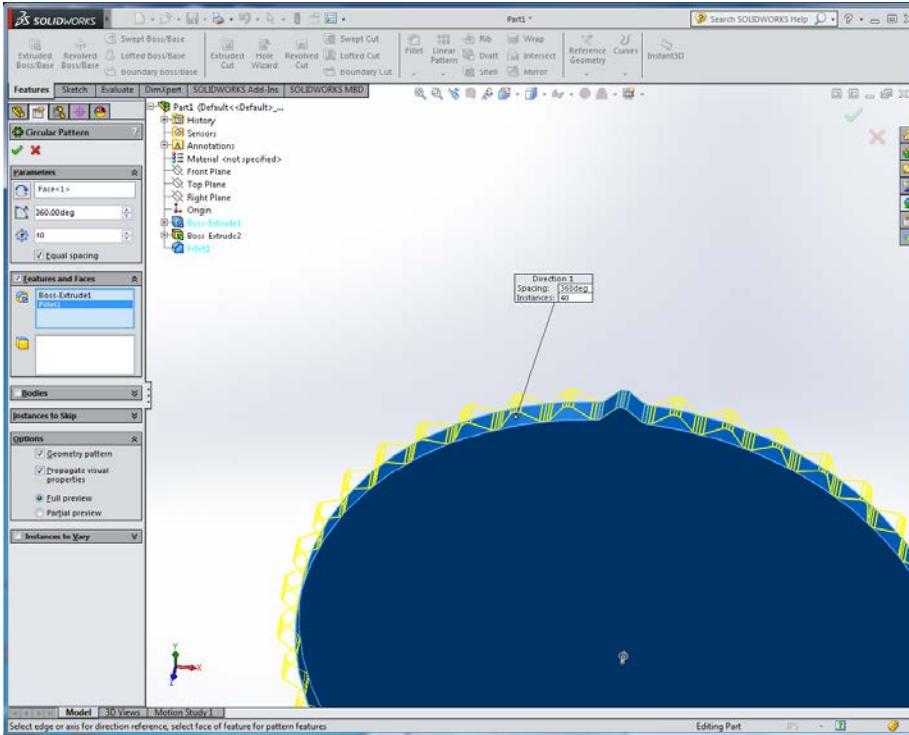 SOLIDWORKS
Part1 *
Search SOLIDWORKS Help
Extruded Boss/Base
Revolved Boss/Base
Swept Boss/Base
Lofted Boss/Base
Boundary Boss/Base
Extruded Cut
Hole Wizard
Revolved Cut
Swept Cut
Lofted Cut
Boundary Cut
Fillet
Linear Pattern
Rib
Draft
Shell
Wrap
Intersect
Mirror
Reference Geometry
Curves
Instant3D
Features Sketch Evaluate DimXpert SOLIDWORKS Add-Ins SOLIDWORKS MBD
Circular Pattern ?
Parameters
Face<1>
360.00deg
40
Equal spacing
Features and Faces
Boss-Extrude1
Fillet1
Bodies
Instances to Skip
Options
Geometry pattern
Propagate visual properties
Full preview
Partial preview
Instances to Vary
Part1 (Default<<Default>_...
History
Sensors
Annotations
Material <not specified>
Front Plane
Top Plane
Right Plane
Origin
Boss-Extrude1
Boss-Extrude2
Fillet1
Direction 1
Spacing: 360deg
Instances: 40
Y
X
Z
Model 3D Views Motion Study 1
Select edge or axis for direction reference, select face of feature for pattern features
Editing Part
IPS